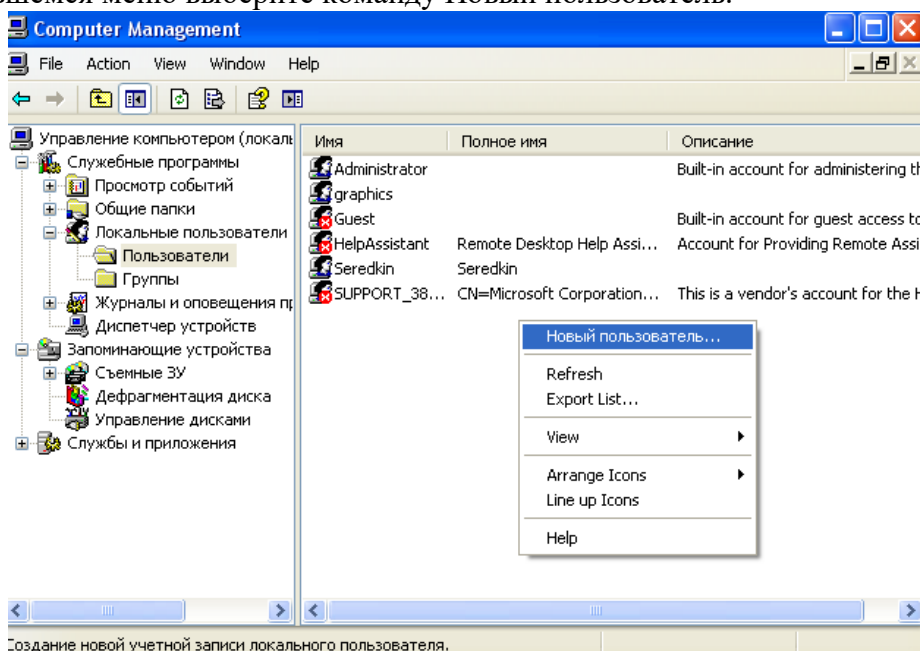 меню выберите команду Новый пользователь.
Computer Management
File Action View Window Help
Управление компьютером (локаль
Служебные программы
Просмотр событий
Общие папки
Локальные пользователи
Пользователи
Группы
Журналы и оповещения пр
Диспетчер устройств
Запоминающие устройства
Съемные ЗУ
Дефрагментация диска
Управление дисками
Службы и приложения
Имя Полное имя Описание
Administrator Built-in account for administering th
graphics
Guest Built-in account for guest access to
HelpAssistant Remote Desktop Help Assi... Account for Providing Remote Assi
Seredkin Seredkin
SUPPORT_38... CN=Microsoft Corporation... This is a vendor's account for the H
Новый пользователь...
Refresh
Export List...
View
Arrange Icons
Line up Icons
Help
Создание новой учетной записи локального пользователя.